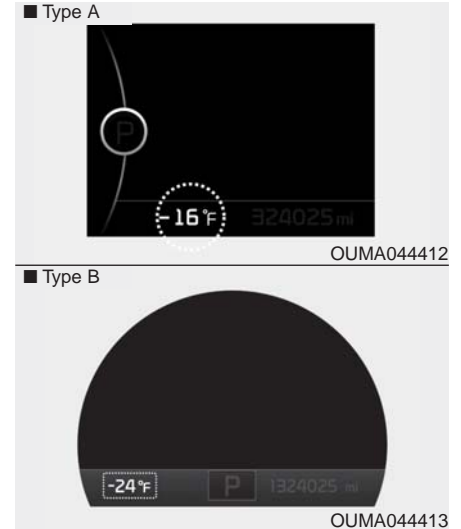 ■ Type A
P
-16°F 324025 mi
OUMA044412
■ Type B
-24°F P 1324025 mi
OUMA044413